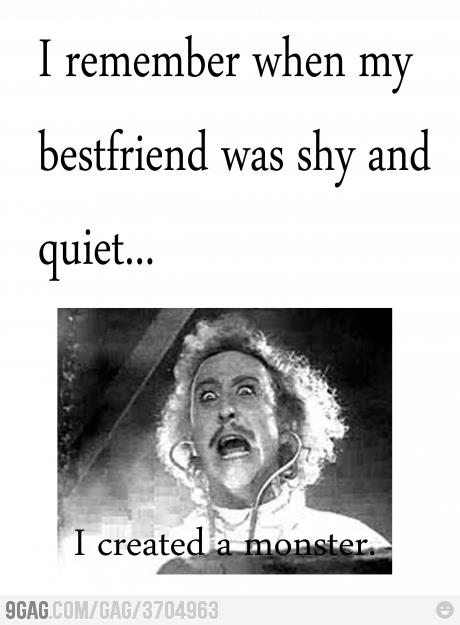 I remember when my
bestfriend was shy and
quiet...
I created a monster.
9GAG.COM/GAG/3704963